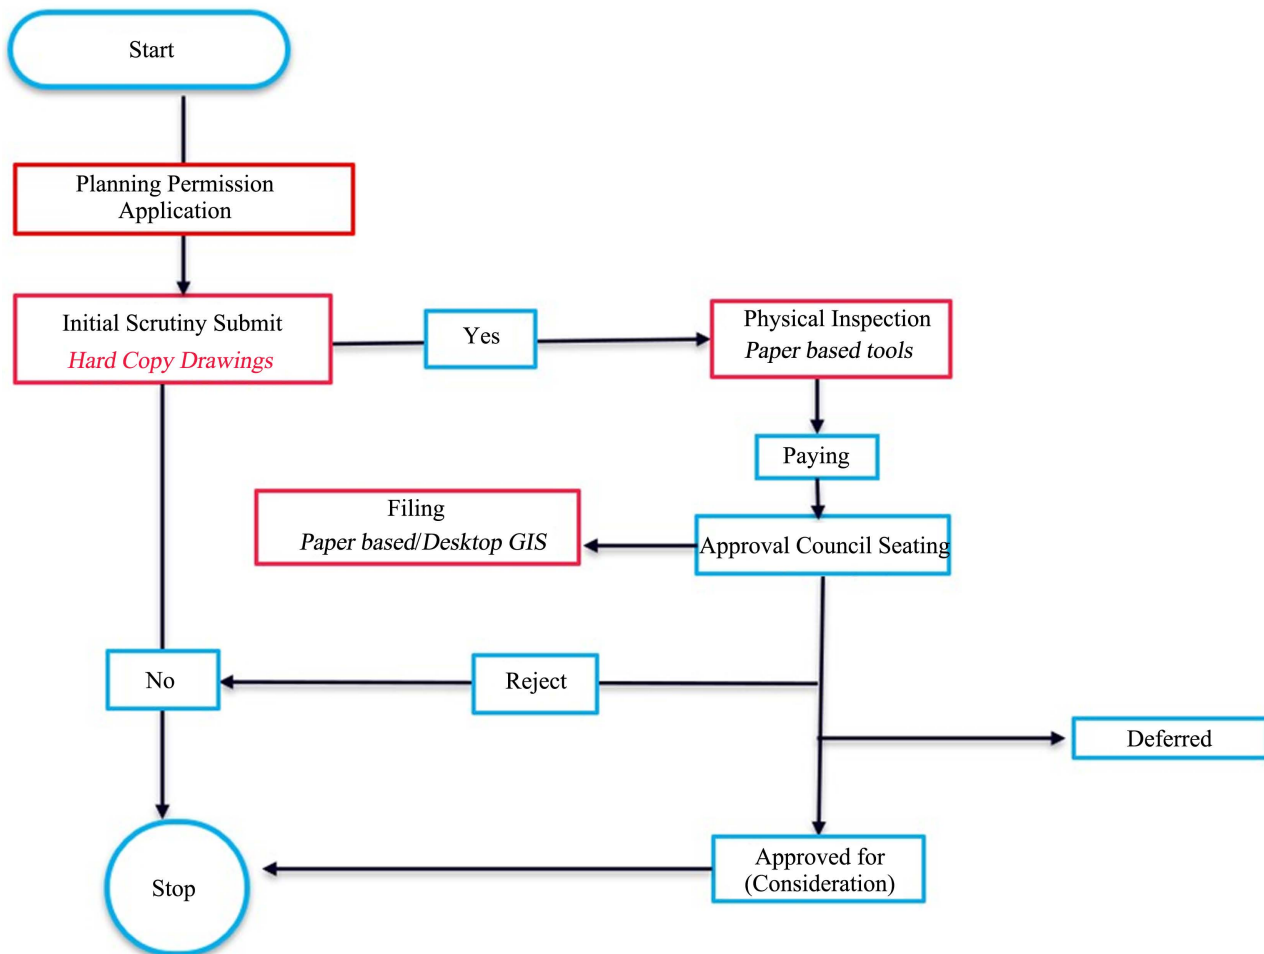 Start
Planning Permission
Application
Initial Scrutiny Submit
Hard Copy Drawings
Yes
Physical Inspection
Paper based tools
Paying
Filing
Paper based/Desktop GIS
Approval Council Seating
No
Reject
Deferred
Approved for
(Consideration)
Stop